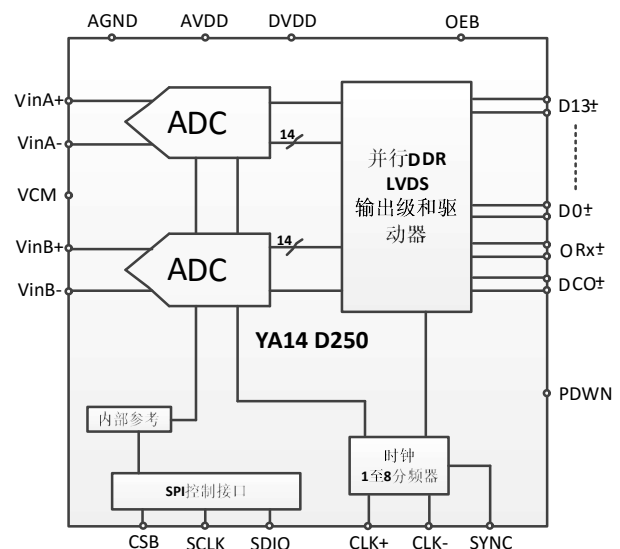 AGND AVDD DVDD OEB
VinA+
VinA-
VCM
VinB+
VinB-
ADC
14
ADC
14
并行DDR
LVDS
输出级和驱
动器
D13±
D0±
ORx±
DCO±
YA14 D250
PDWN
内部参考
时钟
1至8分频器
SPI控制接口
CSB SCLK SDIO CLK+ CLK- SYNC